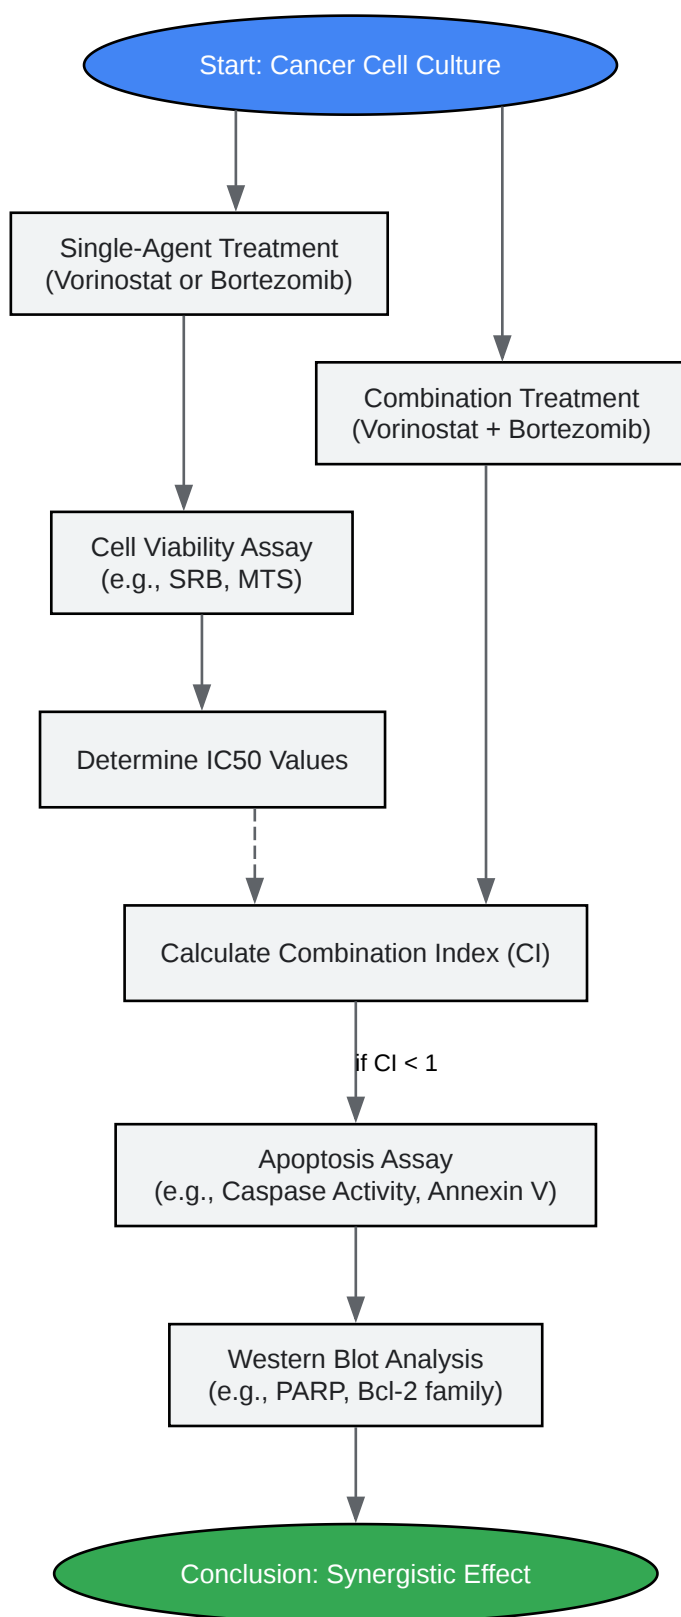 Start: Cancer Cell Culture
Single-Agent Treatment
(Vorinostat or Bortezomib)
Combination Treatment
(Vorinostat + Bortezomib)
Cell Viability Assay
(e.g., SRB, MTS)
Determine IC50 Values
Calculate Combination Index (CI)
if CI < 1
Apoptosis Assay
(e.g., Caspase Activity, Annexin V)
Western Blot Analysis
(e.g., PARP, Bcl-2 family)
Conclusion: Synergistic Effect